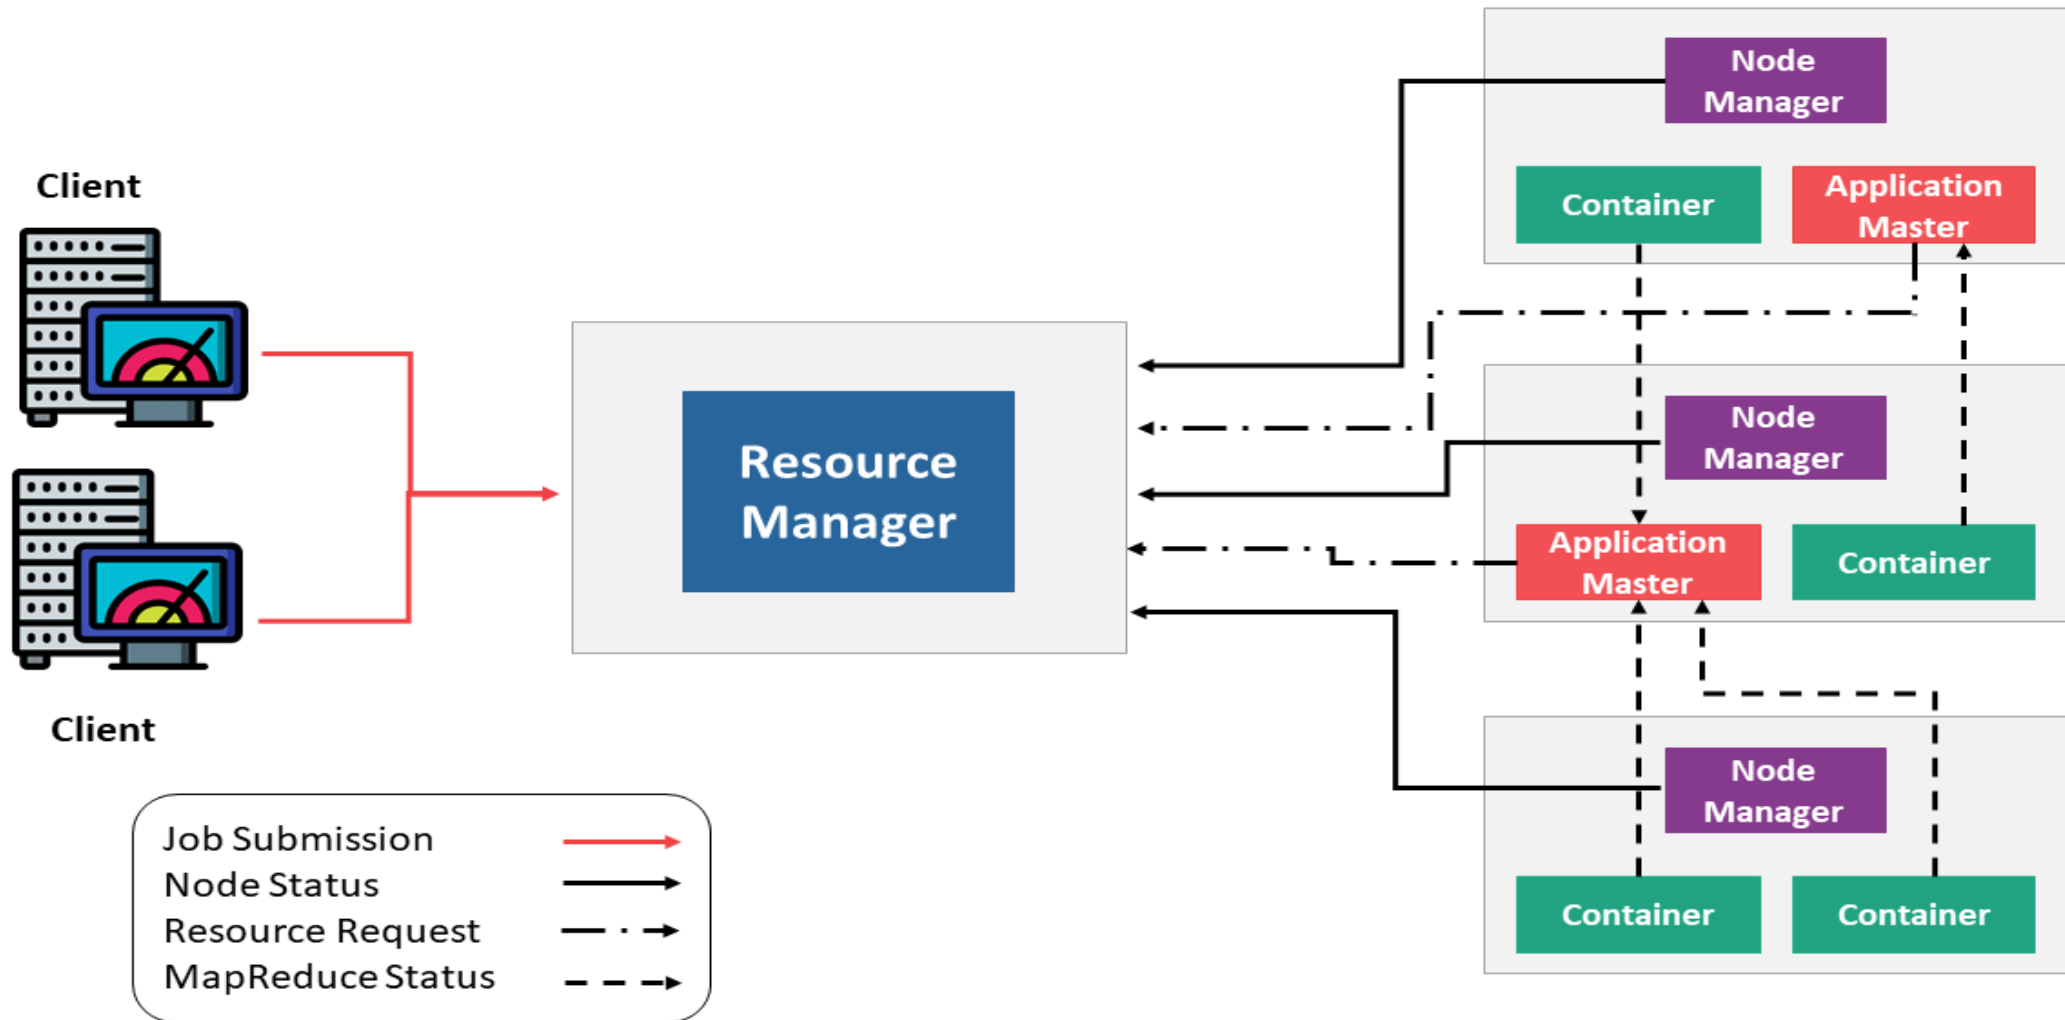 Client
Client
Job Submission
Node Status
Resource Request
MapReduce Status
Resource
Manager
Node
Manager
Container
Application
Master
Node
Manager
Application
Master
Container
Node
Manager
Container
Container